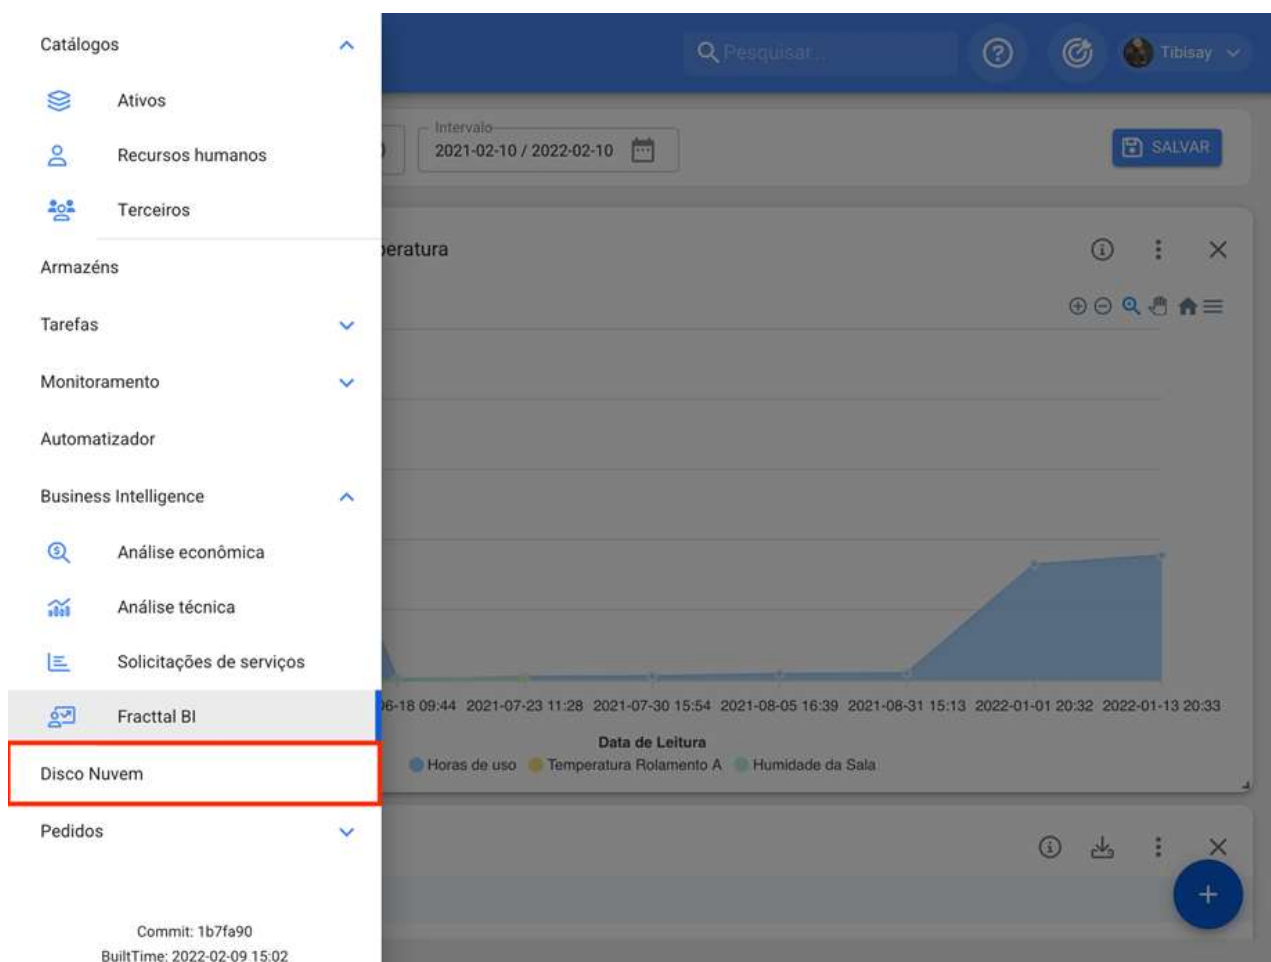 Catálogos
Ativos
Recursos humanos
Terceiros
Armazéns
Tarefas
Monitoramento
Automatizador
Business Intelligence
Análise econômica
Análise técnica
Solicitações de serviços
Fracttal BI
Disco Nuvem
Pedidos
Commit: 1b7fa90
BuiltTime: 2022-02-09 15:02
Pesquisar...
Tibisay
Intervalo
2021-02-10 / 2022-02-10
SALVAR
peratura
06-18 09:44 2021-07-23 11:28 2021-07-30 15:54 2021-08-05 16:39 2021-08-31 15:13 2022-01-01 20:32 2022-01-13 20:33
Data de Leitura
Horas de uso Temperatura Rolamento A Humidade da Sala